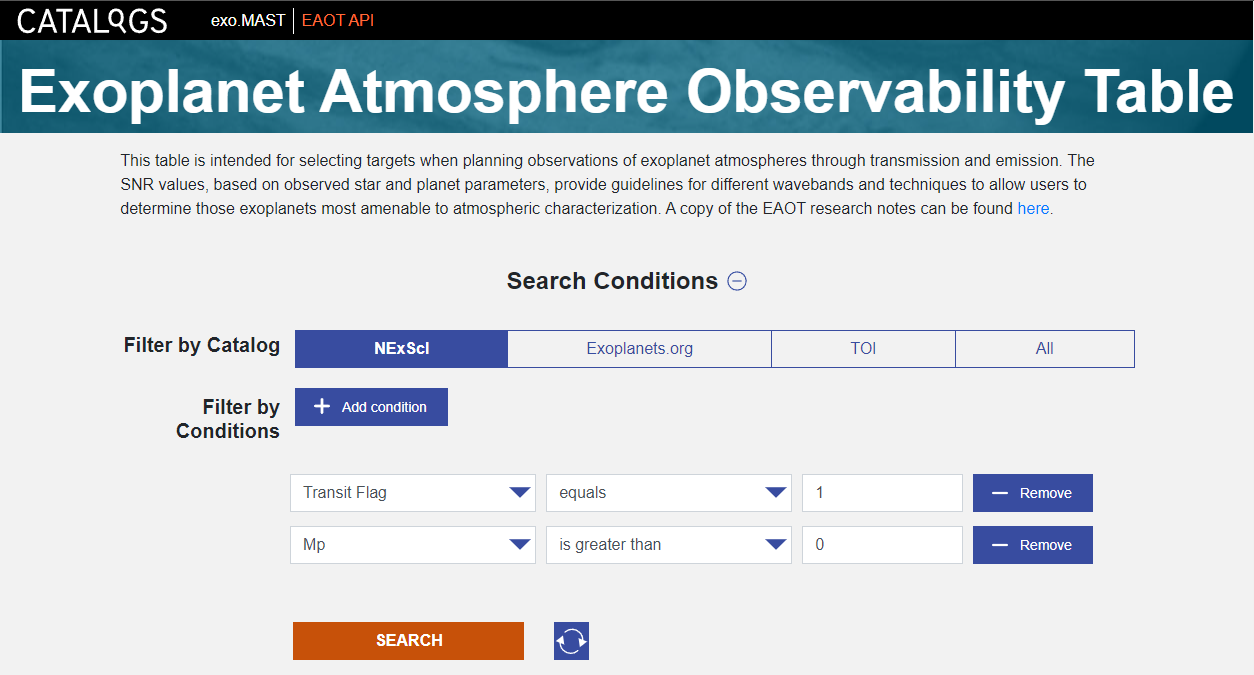 CATALOGS exo.MAST EAOT API
Exoplanet Atmosphere Observability Table
This table is intended for selecting targets when planning observations of exoplanet atmospheres through transmission and emission. The
SNR values, based on observed star and planet parameters, provide guidelines for different wavebands and techniques to allow users to
determine those exoplanets most amenable to atmospheric characterization. A copy of the EAOT research notes can be found here.
Search Conditions
Filter by Catalog NExScI Exoplanets.org TOI All
Filter by
Conditions
Add condition
Transit Flag equals 1 Remove
Mp is greater than 0 Remove
SEARCH